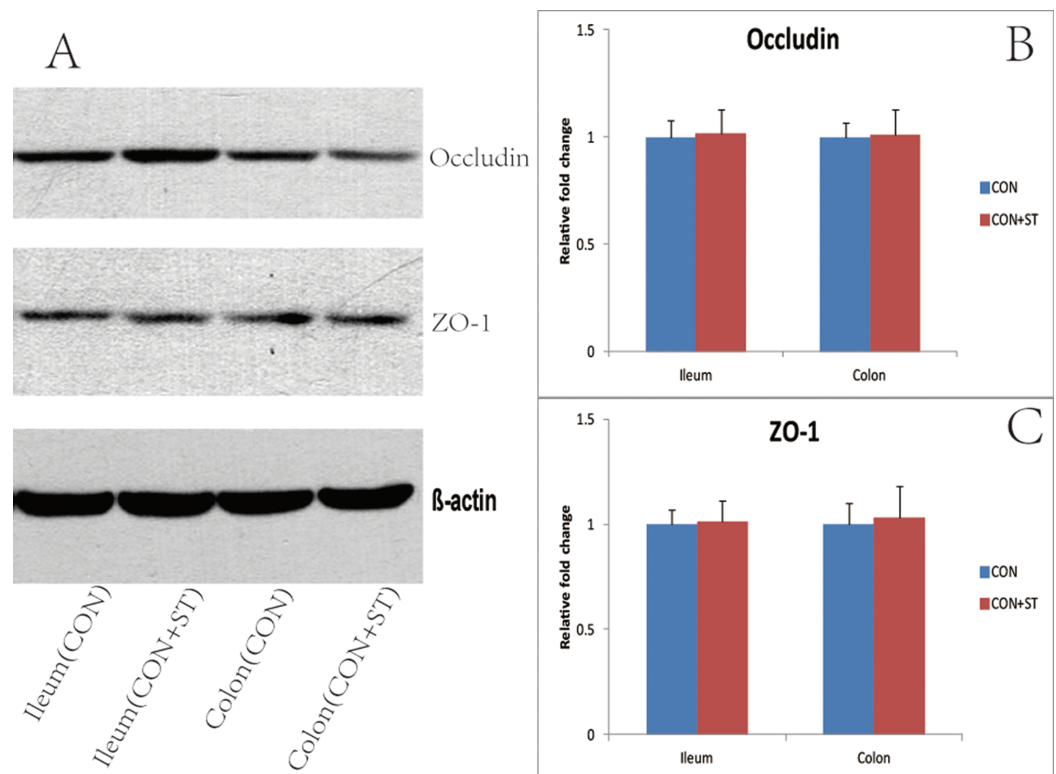 A
Occludin
ZO-1
ß-actin
Ileum(CON)
Ileum(CON+ST)
Colon(CON)
Colon(CON+ST)
B
Occludin
1.5
1
0.5
0
Relative fold change
Ileum
Colon
CON
CON+ST
C
ZO-1
1.5
1
0.5
0
Relative fold change
Ileum
Colon
CON
CON+ST